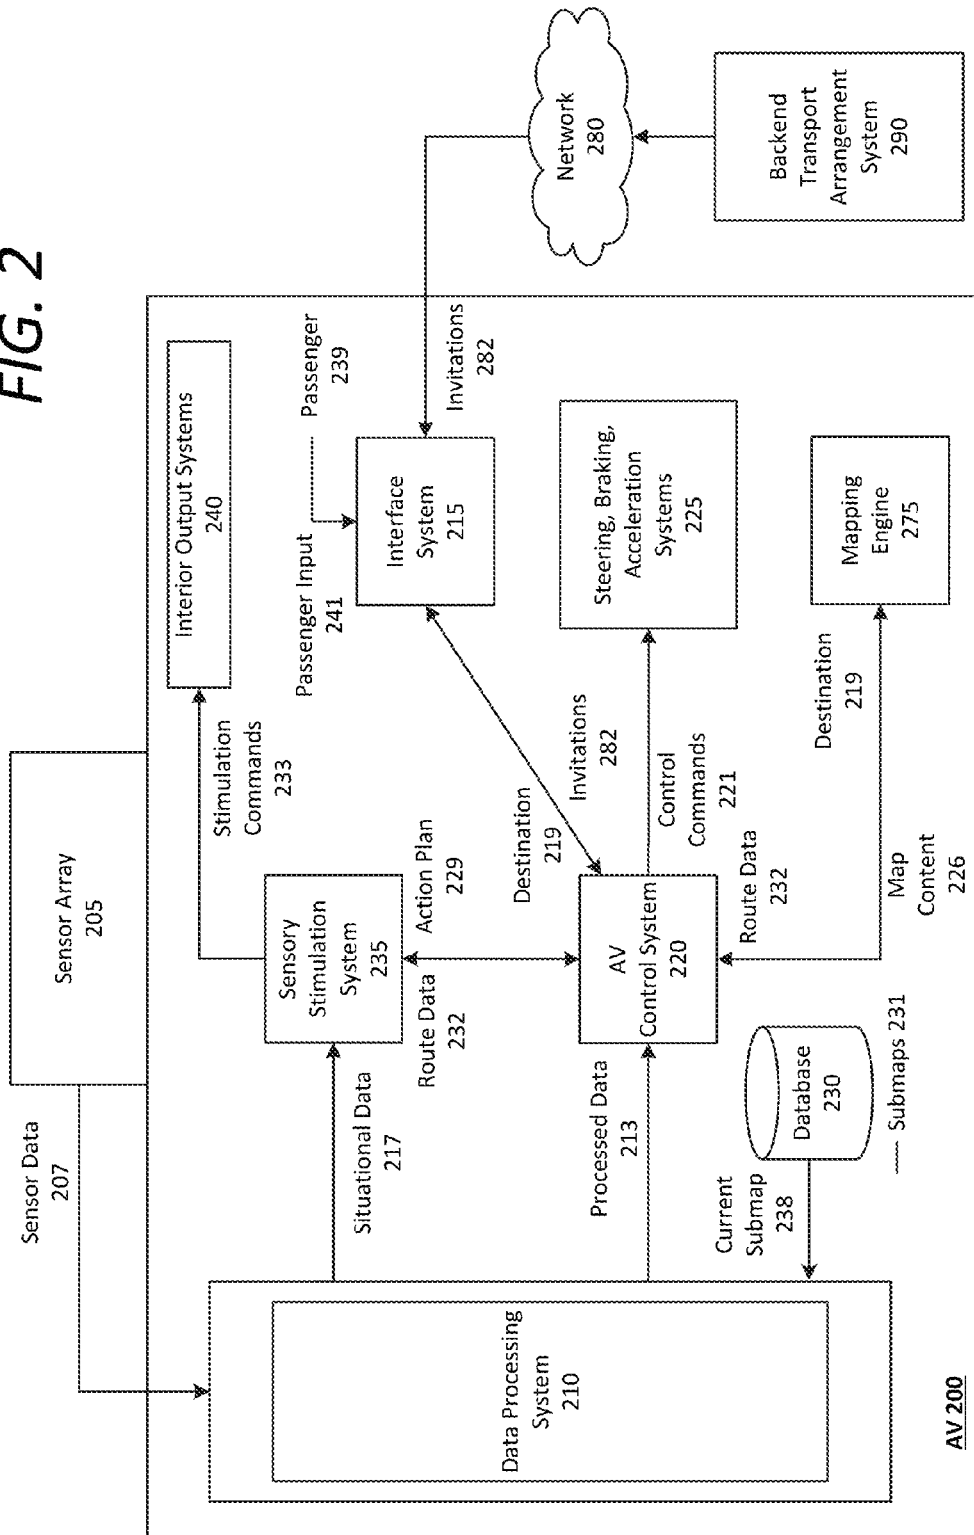 FIG. 2
Sensor Array
205
Sensor Data
207
Interior Output Systems
240
Stimulation
Commands
233
Passenger
239
Passenger Input
241
Sensory
Stimulation
System
235
Situational Data
217
Action Plan
229
Route Data
232
Interface
System
215
Invitations
282
Network
280
Backend
Transport
Arrangement
System
290
Destination
219
Invitations
282
Data Processing
System
210
Processed Data
213
AV
Control System
220
Control
Commands
221
Steering, Braking,
Acceleration
Systems
225
Route Data
232
Current
Submap
238
Database
230
Submaps 231
Map
Content
226
Destination
219
Mapping
Engine
275
AV 200